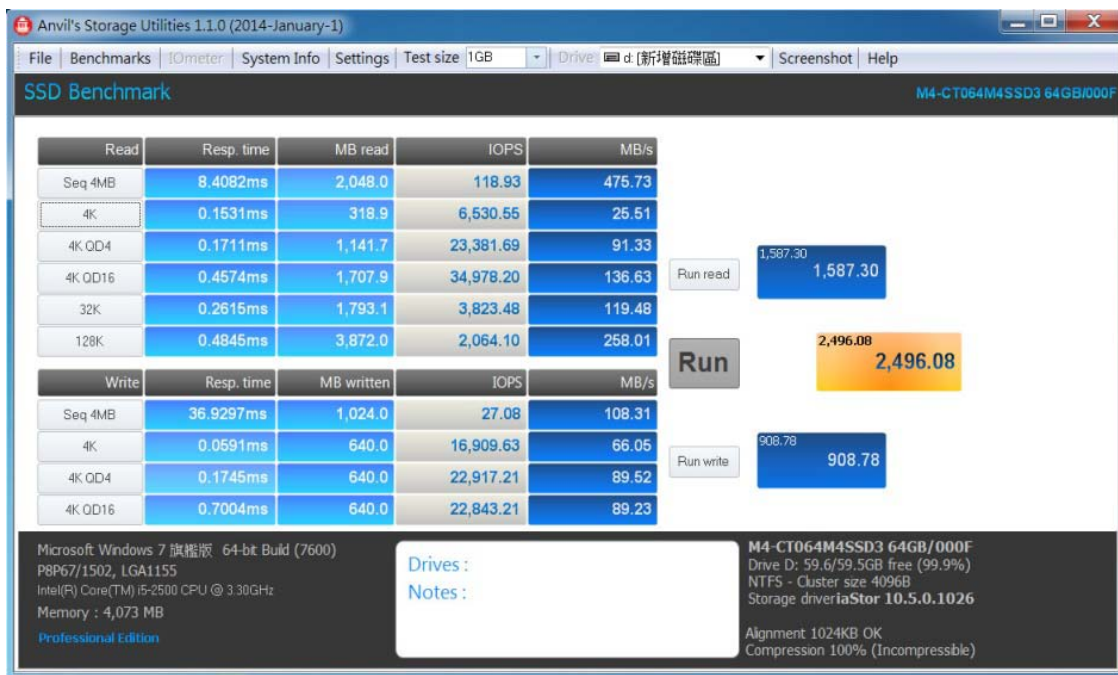 Anvil's Storage Utilities 1.1.0 (2014-January-1)
File Benchmarks IOmeter System Info Settings Test size 1GB Drive d: [新增磁碟區] Screenshot Help
SSD Benchmark M4-CT064M4SSD3 64GB/000F
Read Resp. time MB read IOPS MB/s
Seq 4MB 8.4082ms 2,048.0 118.93 475.73
4K 0.1531ms 318.9 6,530.55 25.51
4K QD4 0.1711ms 1,141.7 23,381.69 91.33
4K QD16 0.4574ms 1,707.9 34,978.20 136.63
32K 0.2615ms 1,793.1 3,823.48 119.48
128K 0.4845ms 3,872.0 2,064.10 258.01
Run read
1,587.30
1,587.30
Run
2,496.08
2,496.08
Write Resp. time MB written IOPS MB/s
Seq 4MB 36.9297ms 1,024.0 27.08 108.31
4K 0.0591ms 640.0 16,909.63 66.05
4K QD4 0.1745ms 640.0 22,917.21 89.52
4K QD16 0.7004ms 640.0 22,843.21 89.23
Run write
908.78
908.78
Microsoft Windows 7 旗艦版 64-bit Build (7600)
P8P67/1502, LGA1155
Intel(R) Core(TM) i5-2500 CPU @ 3.30GHz
Memory : 4,073 MB
Professional Edition
Drives :
Notes :
M4-CT064M4SSD3 64GB/000F
Drive D: 59.6/59.5GB free (99.9%)
NTFS - Cluster size 4096B
Storage driveriaStor 10.5.0.1026
Alignment 1024KB OK
Compression 100% (Incompressible)